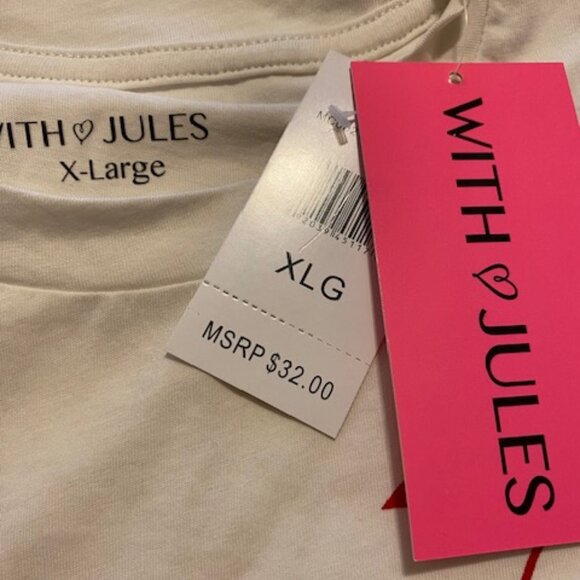 WITH JULES
X-Large
XLG
MSRP $32.00
WITH JULES